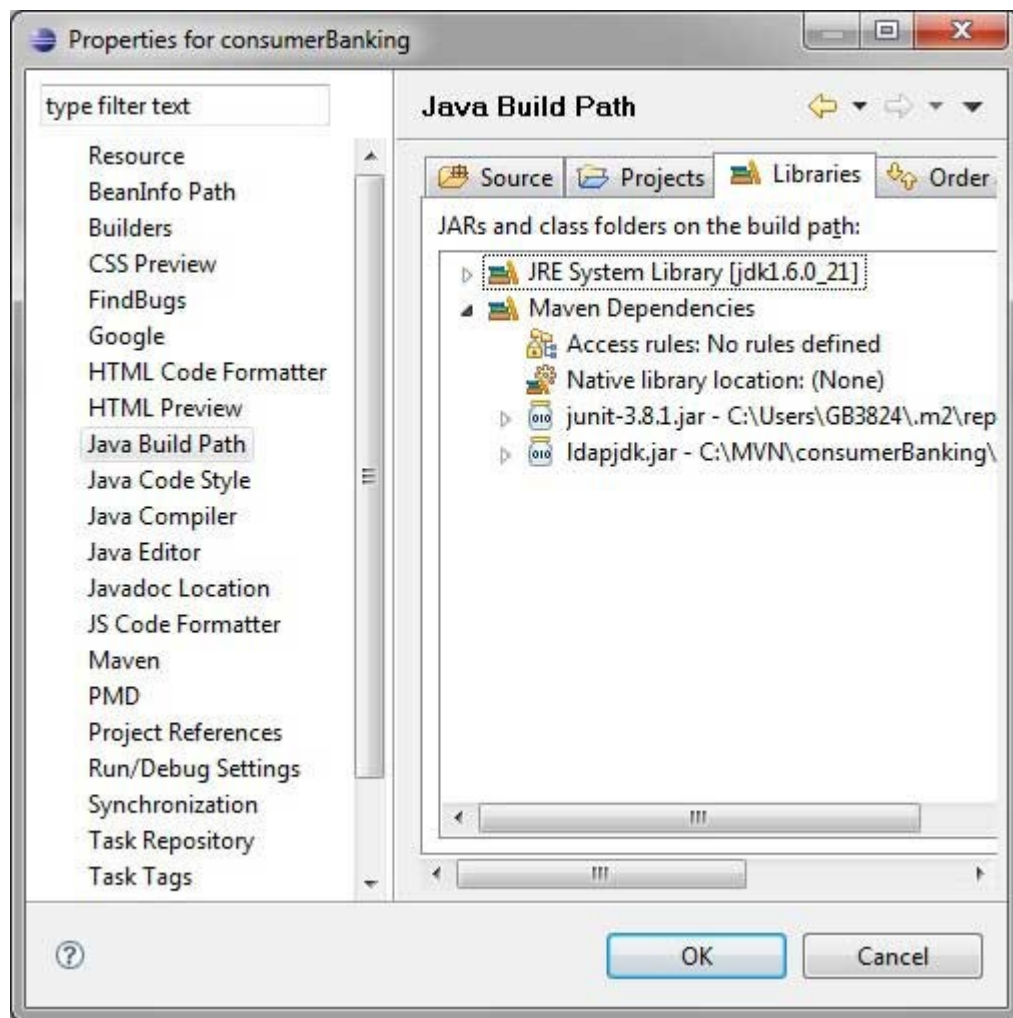 Properties for consumerBanking
type filter text
Resource
BeanInfo Path
Builders
CSS Preview
FindBugs
Google
HTML Code Formatter
HTML Preview
Java Build Path
Java Code Style
Java Compiler
Java Editor
Javadoc Location
JS Code Formatter
Maven
PMD
Project References
Run/Debug Settings
Synchronization
Task Repository
Task Tags
Java Build Path
Source Projects Libraries Order
JARs and class folders on the build path:
JRE System Library [jdk1.6.0_21]
Maven Dependencies
Access rules: No rules defined
Native library location: (None)
junit-3.8.1.jar - C:\Users\GB3824\.m2\rep
ldapjdk.jar - C:\MVN\consumerBanking\
OK Cancel